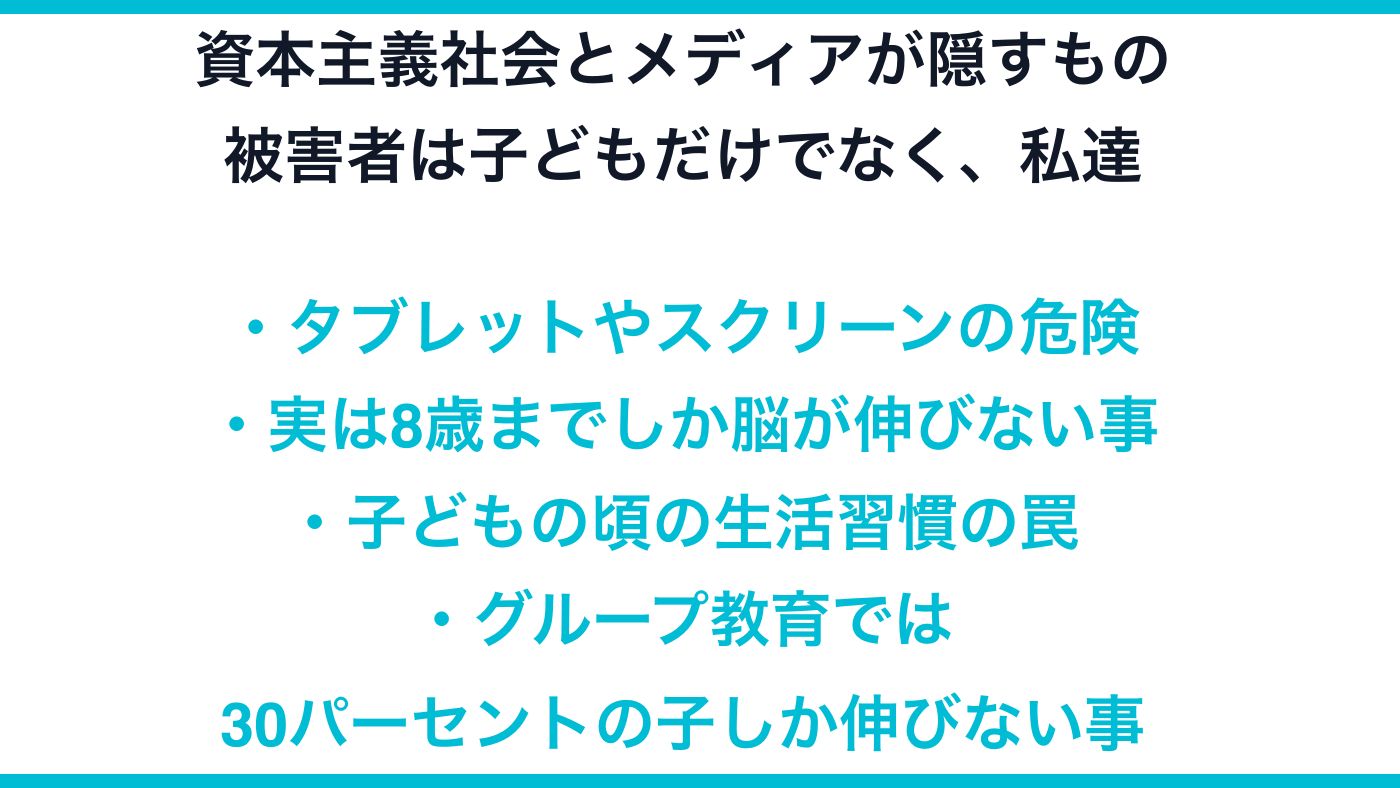 資本主義社会とメディアが隠すもの
被害者は子どもだけでなく、私達
・タブレットやスクリーンの危険
・実は8歳までしか脳が伸びない事
・子どもの頃の生活習慣の罠
・グループ教育では
30パーセントの子しか伸びない事